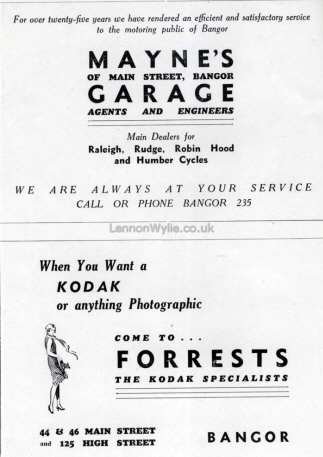 For over twenty-five years we have rendered an efficient and satisfactory service
to the motoring public of Bangor
MAYNE'S
OF MAIN STREET, BANGOR
GARAGE
AGENTS AND ENGINEERS
Main Dealers for
Raleigh, Rudge, Robin Hood
and Humber Cycles
WE ARE ALWAYS AT YOUR SERVICE
CALL OR PHONE BANGOR 235
LennonWylie.co.uk
When You Want a
KODAK
or anything Photographic
COME TO . . .
FORRESTS
THE KODAK SPECIALISTS
44 & 46 MAIN STREET
and 125 HIGH STREET
BANGOR